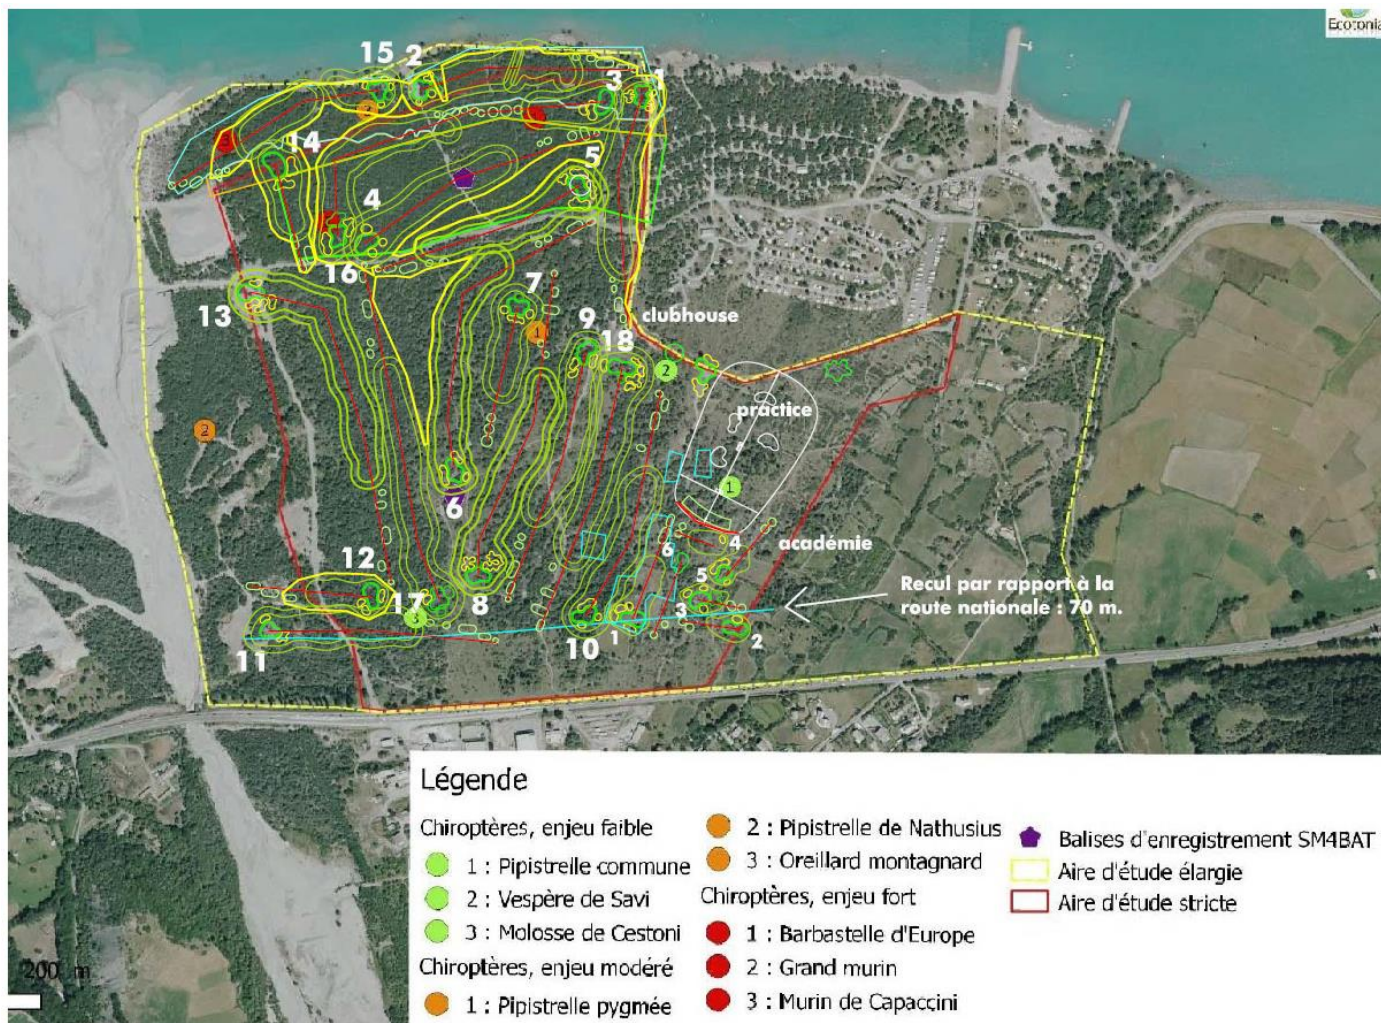 Ecotonia
15
2
3
1
3
14
5
4
16
13
7
1
clubhouse
9
18
2
2
practice
1
6
4
académie
12
6
5
17
8
Recul par rapport à la
route nationale : 70 m.
3
3
11
10
1
2
Légende
Chiroptères, enjeu faible
1 : Pipistrelle commune
2 : Vespère de Savi
3 : Molosse de Cestoni
Chiroptères, enjeu modéré
1 : Pipistrelle pygmée
2 : Pipistrelle de Nathusius
3 : Oreillard montagnard
Chiroptères, enjeu fort
1 : Barbastelle d'Europe
2 : Grand murin
3 : Murin de Capaccini
Balises d'enregistrement SM4BAT
Aire d'étude élargie
Aire d'étude stricte
200 m